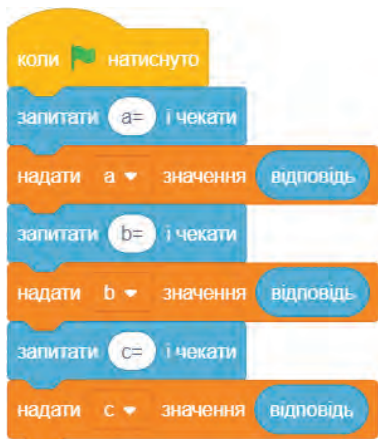 коли натиснуто
запитати a= і чекати
надати a значення відповідь
запитати b= і чекати
надати b значення відповідь
запитати c= і чекати
надати c значення відповідь